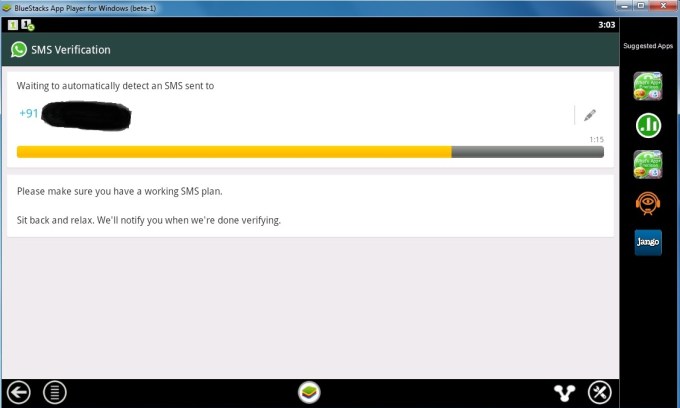 BlueStacks App Player for Windows (beta-1)
3:03
SMS Verification
Suggested Apps
Waiting to automatically detect an SMS sent to
+91
1:15
Please make sure you have a working SMS plan.
Sit back and relax. We'll notify you when we're done verifying.
jango